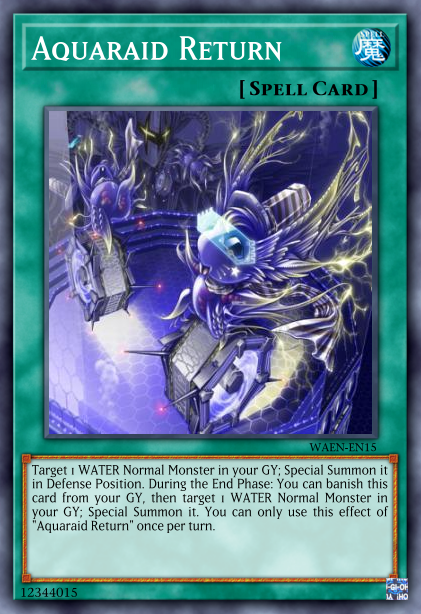 Aquaraid Return
魔
[Spell Card]
WAEN-EN15
Target 1 WATER Normal Monster in your GY; Special Summon it
in Defense Position. During the End Phase: You can banish this
card from your GY, then target 1 WATER Normal Monster in
your GY; Special Summon it. You can only use this effect of
"Aquaraid Return" once per turn.
12344015